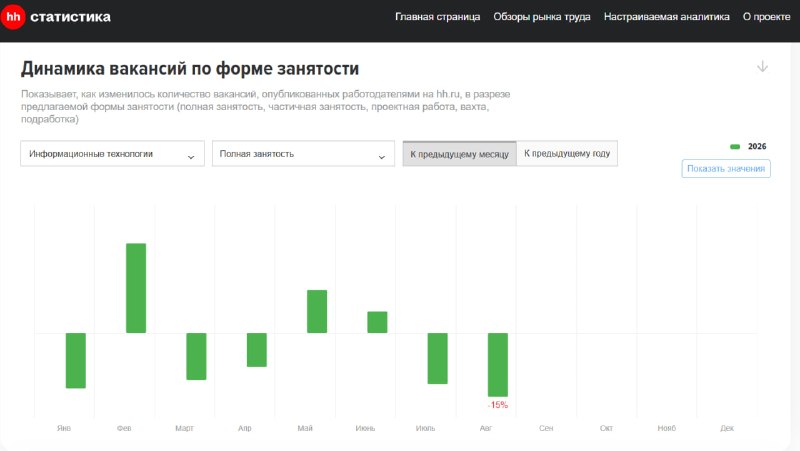 hh статистика
Главная страница Обзоры рынка труда Настраиваемая аналитика О проекте
Динамика вакансий по форме занятости
Показывает, как изменилось количество вакансий, опубликованных работодателями на hh.ru, в разрезе
предлагаемой формы занятости (полная занятость, частичная занятость, проектная работа, вахта,
подработка)
Информационные технологии Полная занятость К предыдущему месяцу К предыдущему году
2026
Показать значения
-15%
Янв Фев Март Апр Май Июнь Июль Авг Сен Окт Нояб Дек